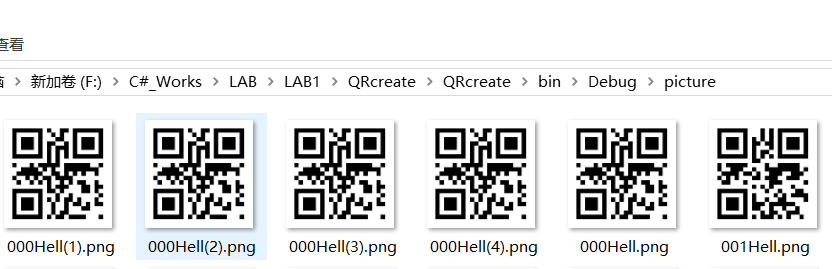 查看
新加卷 (F:) > C#_Works > LAB > LAB1 > QRcreate > QRcreate > bin > Debug > picture
000Hell(1).png 000Hell(2).png 000Hell(3).png 000Hell(4).png 000Hell.png 001Hell.png